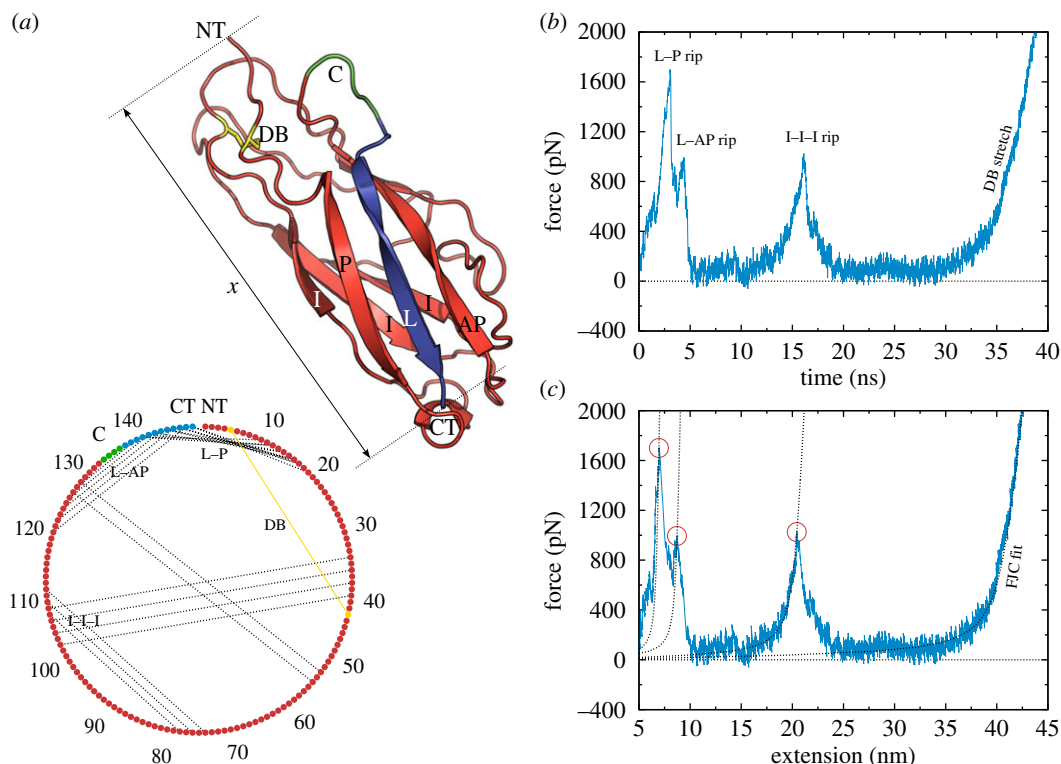 (a)
NT
C
DB
x
P
I
I
I
L
AP
CT
CT NT
C
140
10
130
L–AP
L–P
20
120
30
DB
110
40
I–I–I
100
50
90
60
80
70
(b)
2000
1600
1200
800
400
0
–400
force (pN)
L–P rip
L–AP rip
I–I–I rip
DB stretch
0 5 10 15 20 25 30 35 40
time (ns)
(c)
2000
1600
1200
800
400
0
–400
force (pN)
FJC fit
5 10 15 20 25 30 35 40 45
extension (nm)